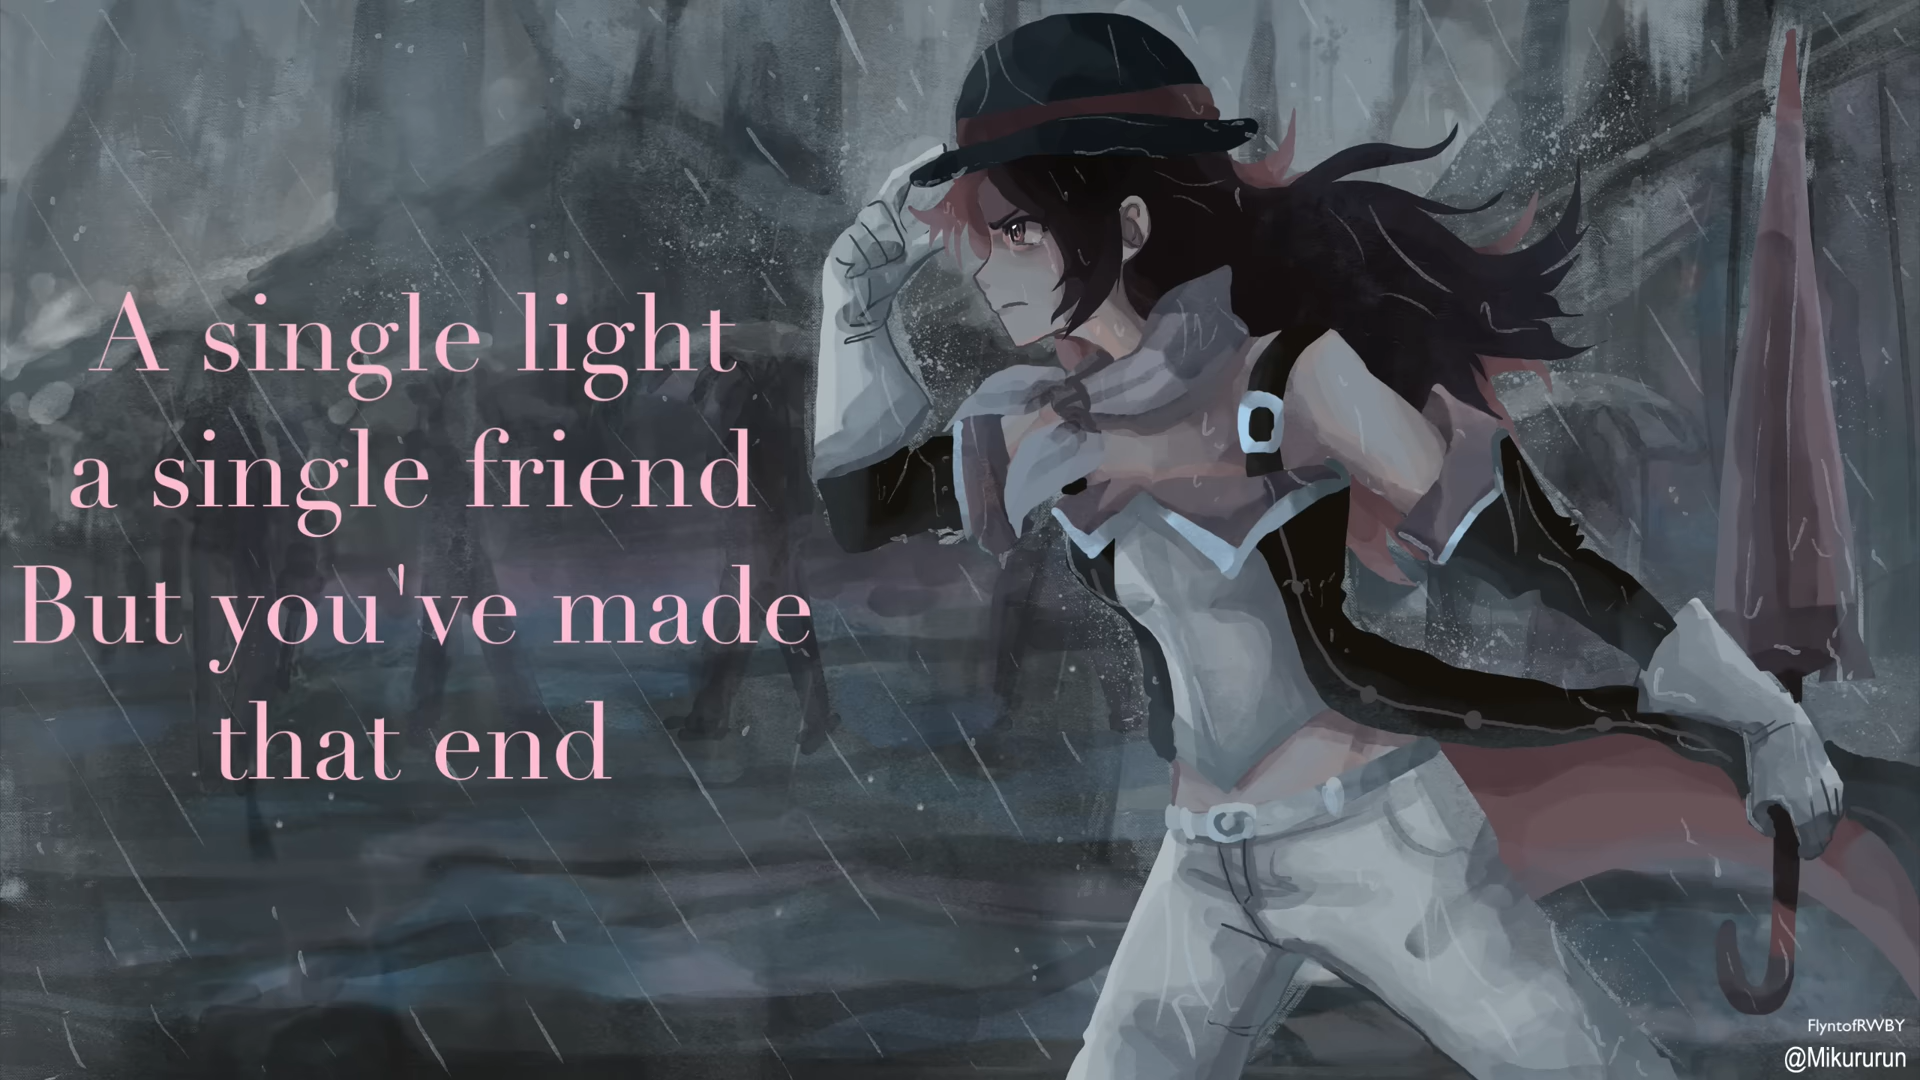 A single light
a single friend
But you've made
that end
FlyntofRWBY
@Mikururun